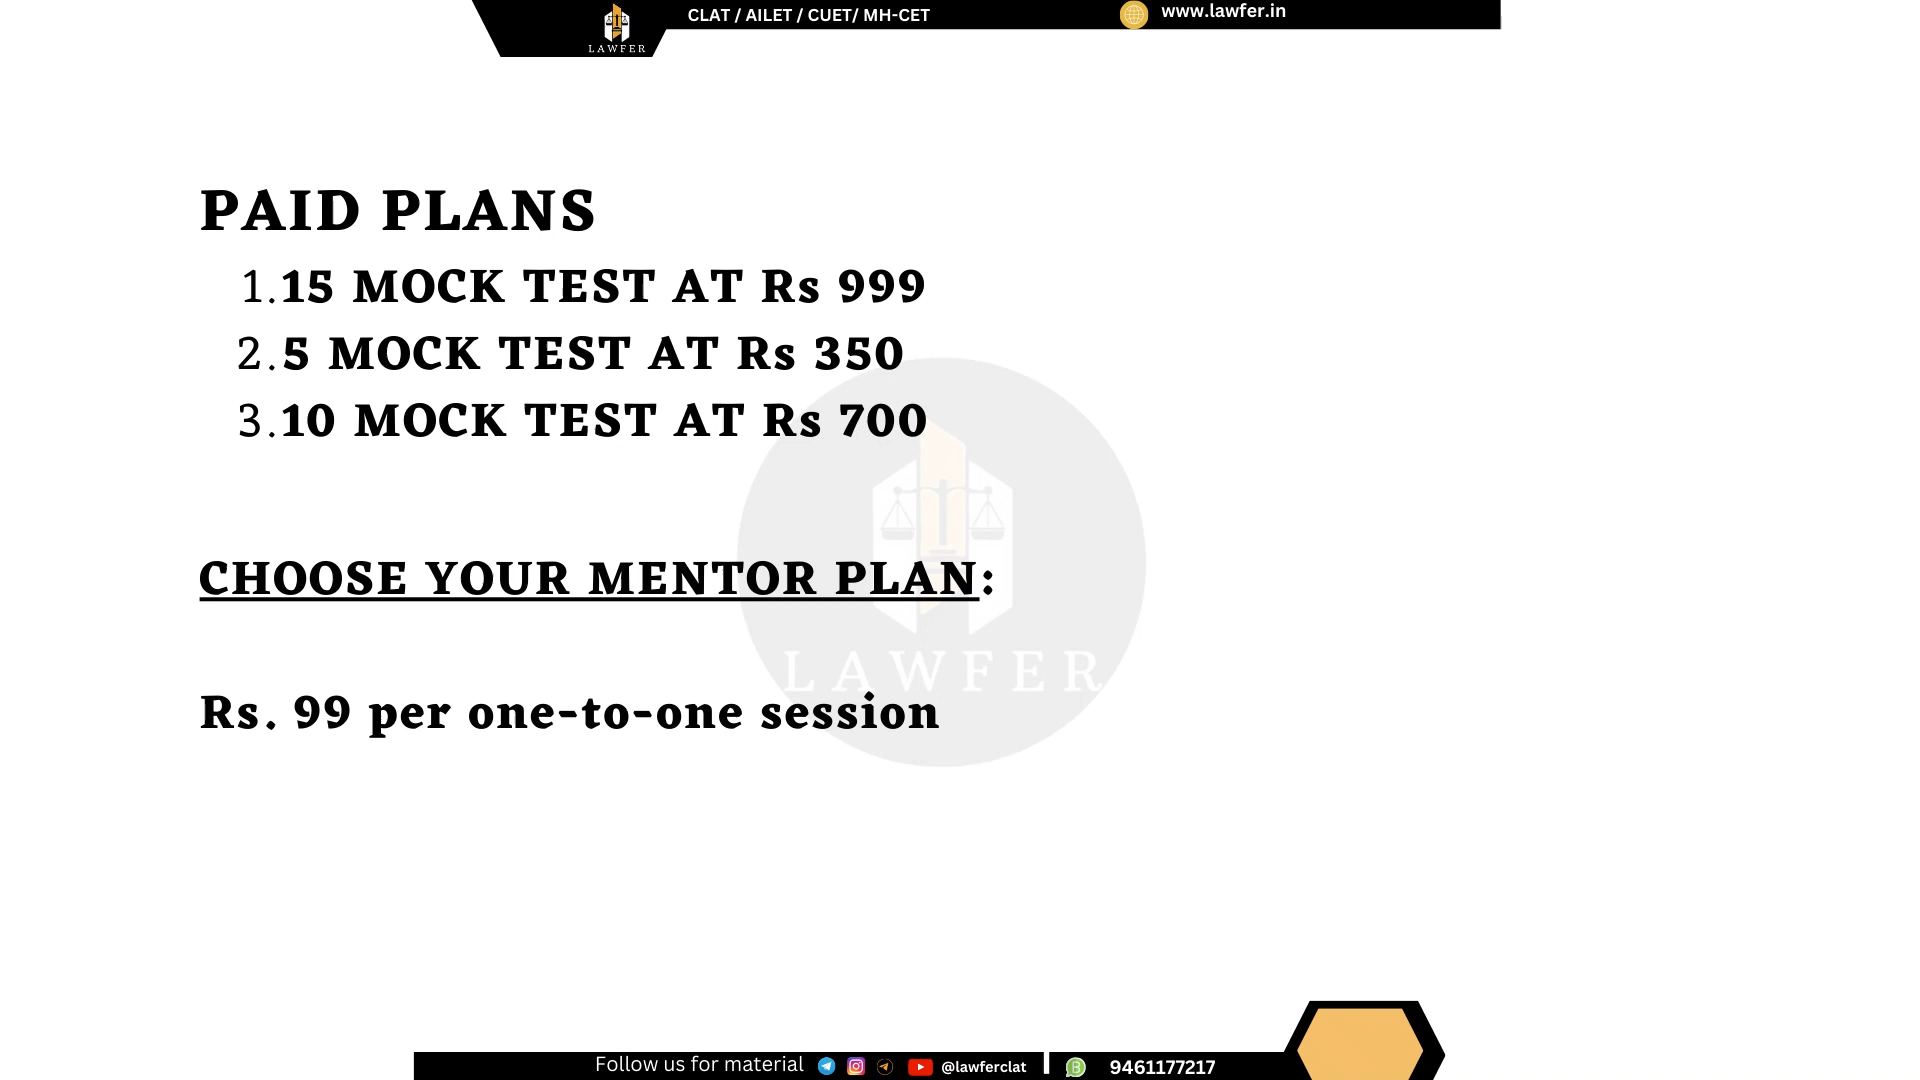 CLAT / AILET / CUET/ MH-CET
www.lawfer.in
LAWFER
PAID PLANS
1.15 MOCK TEST AT Rs 999
2.5 MOCK TEST AT Rs 350
3.10 MOCK TEST AT Rs 700
CHOOSE YOUR MENTOR PLAN:
LAWFER
Rs. 99 per one-to-one session
Follow us for material @lawferclat 9461177217